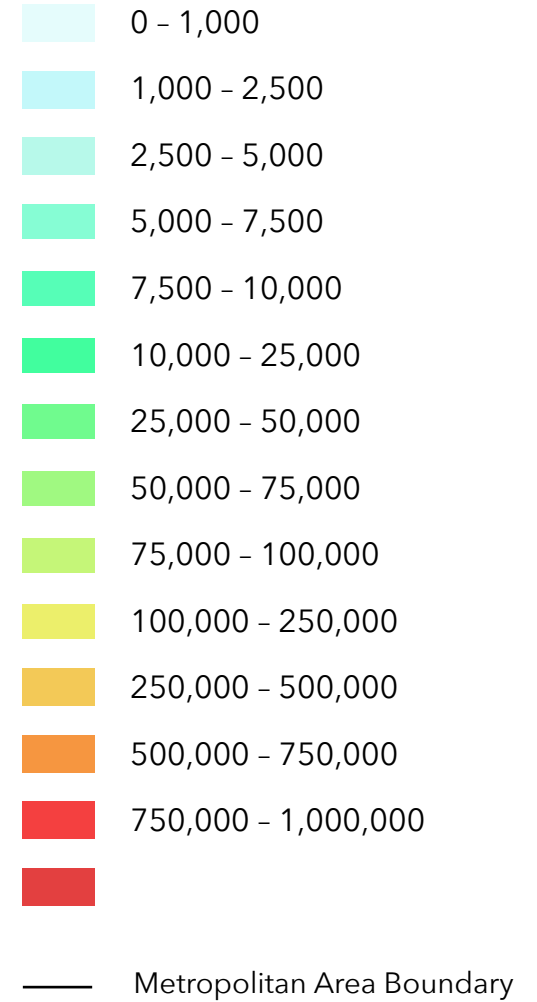 0 – 1,000
1,000 – 2,500
2,500 – 5,000
5,000 – 7,500
7,500 – 10,000
10,000 – 25,000
25,000 – 50,000
50,000 – 75,000
75,000 – 100,000
100,000 – 250,000
250,000 – 500,000
500,000 – 750,000
750,000 – 1,000,000
Metropolitan Area Boundary